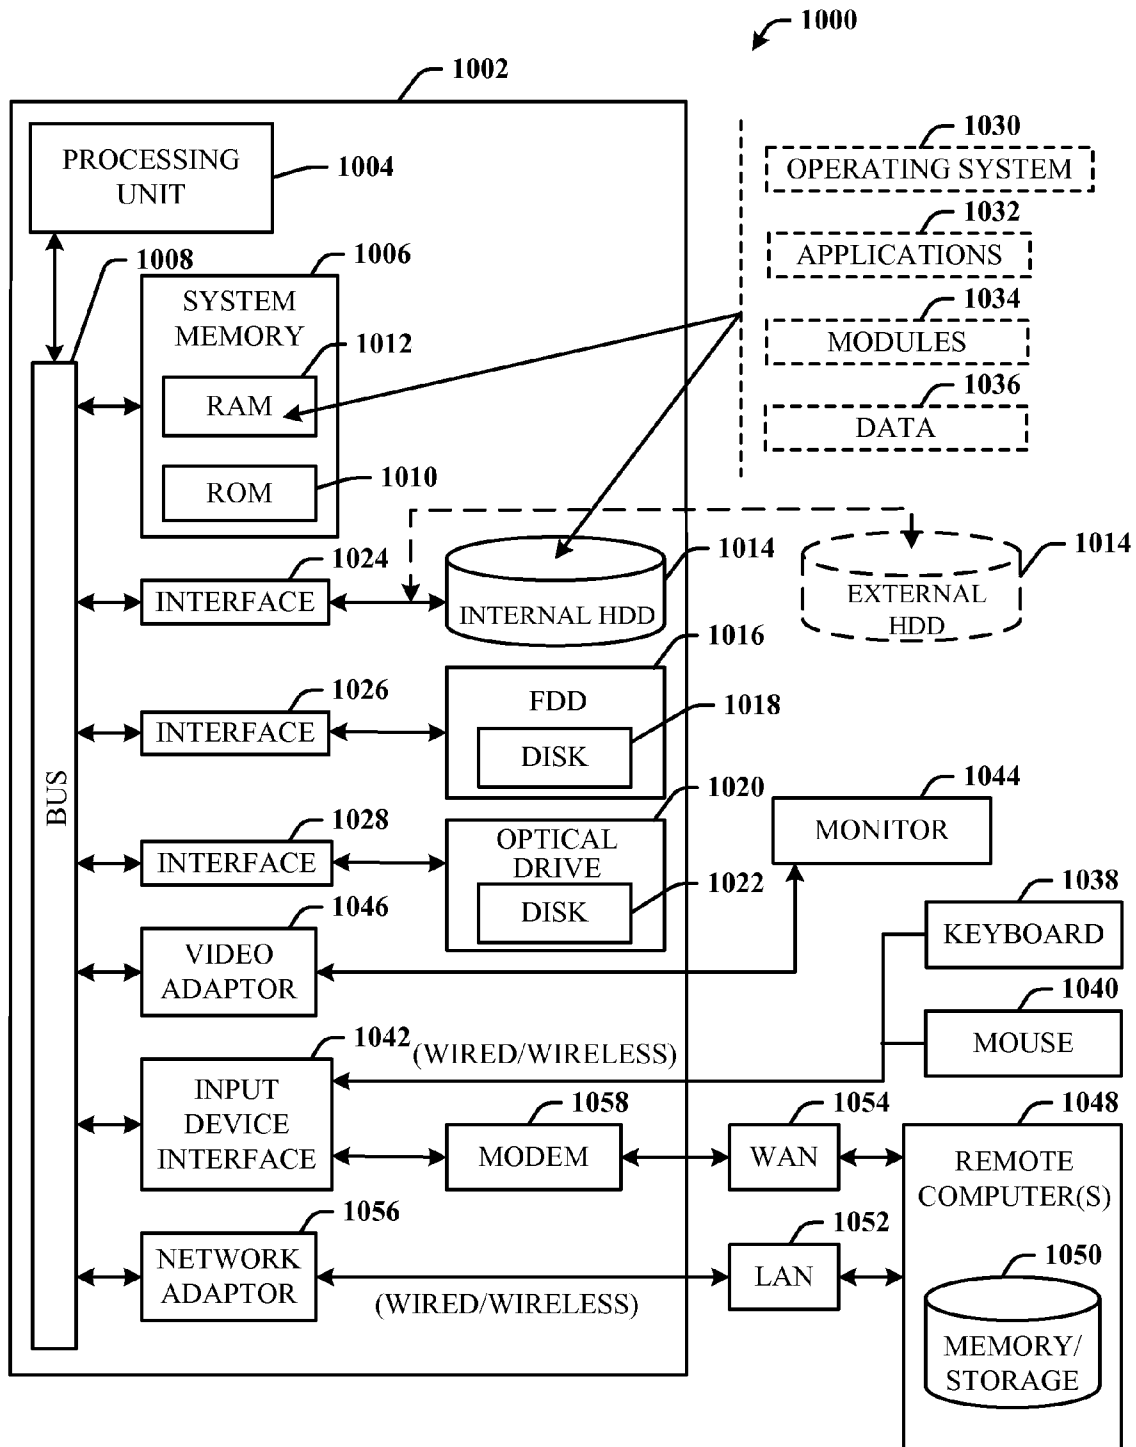 1000
1002
PROCESSING
UNIT
1004
1030
OPERATING SYSTEM
1032
APPLICATIONS
1034
MODULES
1036
DATA
1008
1006
SYSTEM
MEMORY
1012
RAM
1010
ROM
1024
INTERFACE
1014
INTERNAL HDD
1014
EXTERNAL
HDD
1016
FDD
1026
INTERFACE
1018
DISK
BUS
1020
OPTICAL
DRIVE
1028
INTERFACE
1022
DISK
1044
MONITOR
1046
VIDEO
ADAPTOR
1038
KEYBOARD
1040
MOUSE
1042
(WIRED/WIRELESS)
INPUT
DEVICE
INTERFACE
1058
MODEM
1054
WAN
1048
REMOTE
COMPUTER(S)
1056
NETWORK
ADAPTOR
(WIRED/WIRELESS)
1052
LAN
1050
MEMORY/
STORAGE